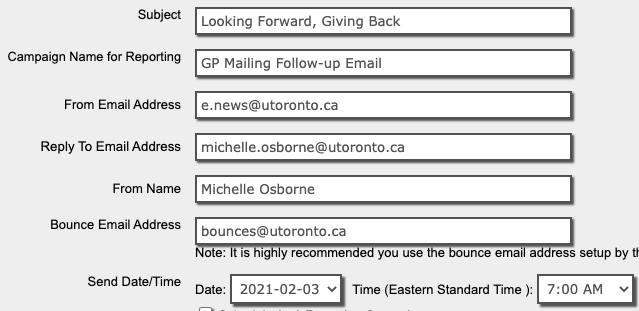 Subject Looking Forward, Giving Back
Campaign Name for Reporting GP Mailing Follow-up Email
From Email Address e.news@utoronto.ca
Reply To Email Address michelle.osborne@utoronto.ca
From Name Michelle Osborne
Bounce Email Address bounces@utoronto.ca
Note: It is highly recommended you use the bounce email address setup by th
Send Date/Time Date: 2021-02-03 Time (Eastern Standard Time ): 7:00 AM